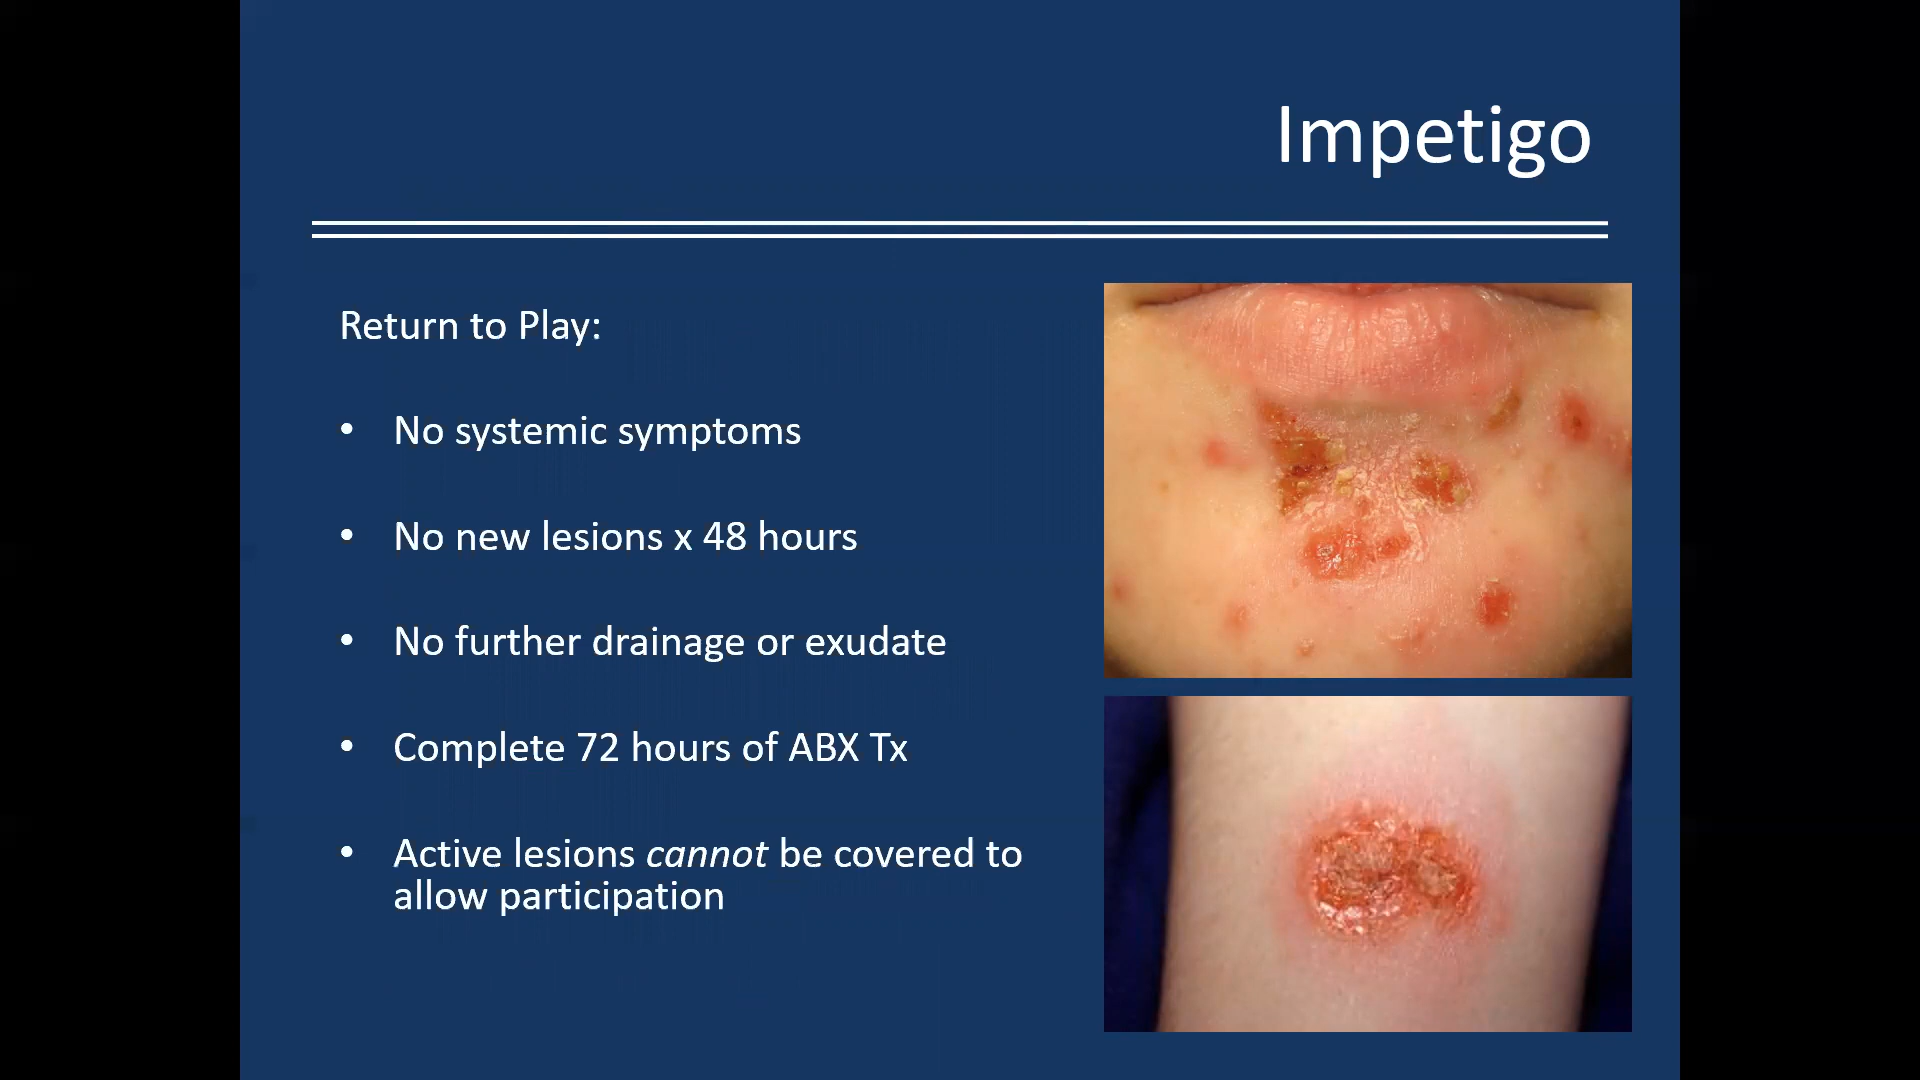 Impetigo
Return to Play:
• No systemic symptoms
• No new lesions x 48 hours
• No further drainage or exudate
• Complete 72 hours of ABX Tx
• Active lesions cannot be covered to
allow participation